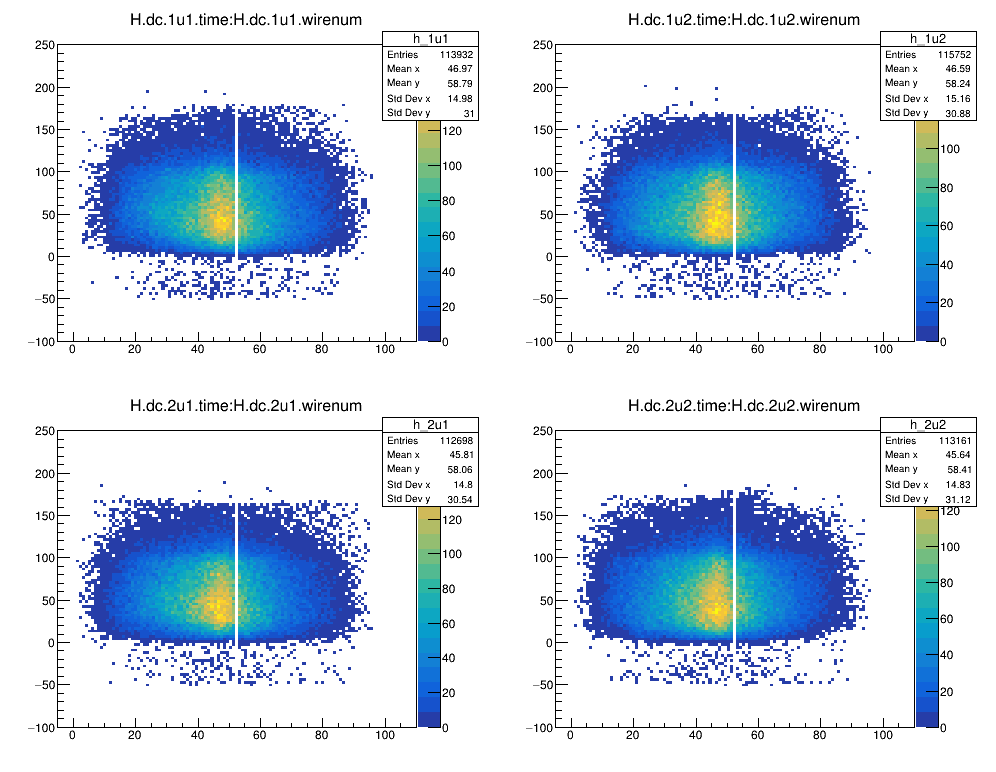 H.dc.1u1.time:H.dc.1u1.wirenum
h_1u1
Entries 113932
Mean x 46.97
Mean y 58.79
Std Dev x 14.98
Std Dev y 31
250
200
150
100
50
0
−50
−100
0 20 40 60 80 100
120
100
80
60
40
20
0
H.dc.1u2.time:H.dc.1u2.wirenum
h_1u2
Entries 115752
Mean x 46.59
Mean y 58.24
Std Dev x 15.16
Std Dev y 30.88
250
200
150
100
50
0
−50
−100
0 20 40 60 80 100
100
80
60
40
20
0
H.dc.2u1.time:H.dc.2u1.wirenum
h_2u1
Entries 112698
Mean x 45.81
Mean y 58.06
Std Dev x 14.8
Std Dev y 30.54
250
200
150
100
50
0
−50
−100
0 20 40 60 80 100
120
100
80
60
40
20
0
H.dc.2u2.time:H.dc.2u2.wirenum
h_2u2
Entries 113161
Mean x 45.64
Mean y 58.41
Std Dev x 14.83
Std Dev y 31.12
250
200
150
100
50
0
−50
−100
0 20 40 60 80 100
120
100
80
60
40
20
0